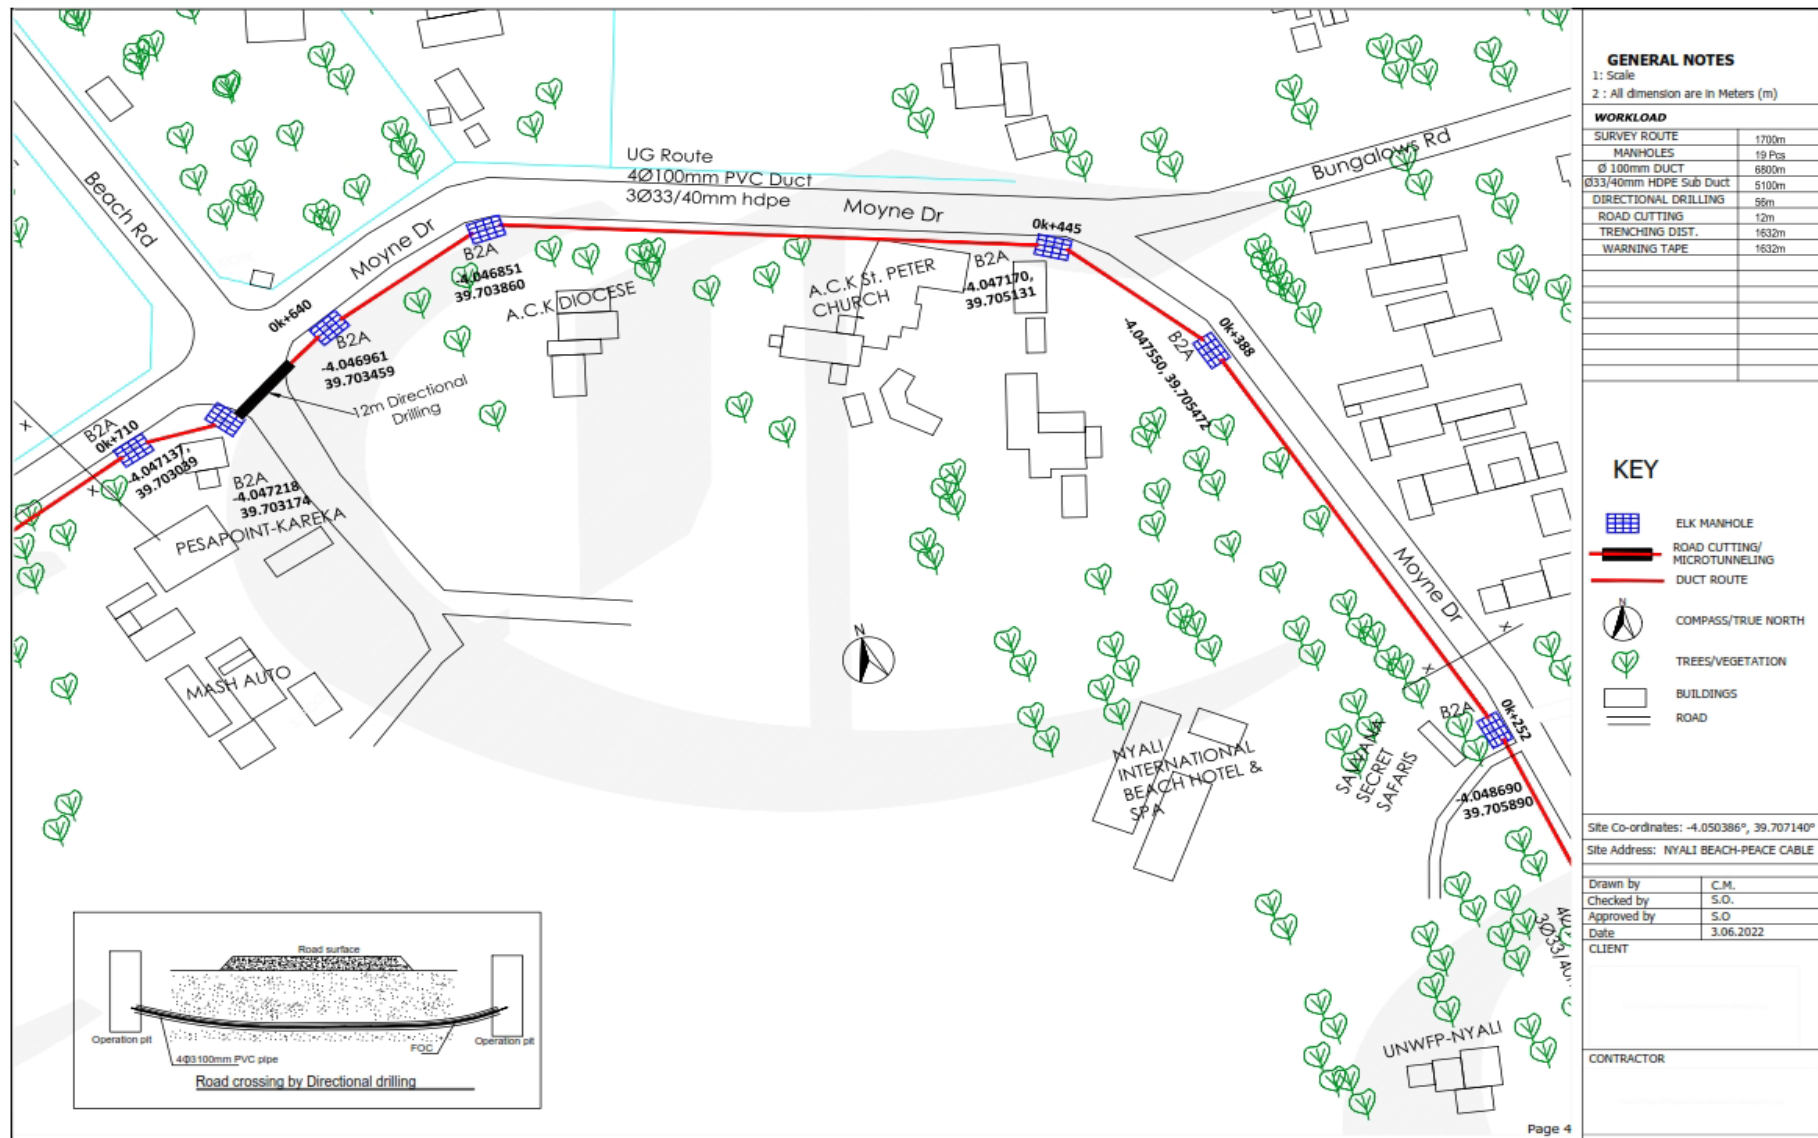 Beach Rd
Moyne Dr
UG Route
4Ø100mm PVC Duct
3Ø33/40mm hdpe
Moyne Dr
Bungalows Rd
0k+445
B2A
-4.046851
39.703860
0k+640
B2A
-4.046961
39.703459
12m Directional
Drilling
A.C.K DIOCESE
A.C.K St. PETER
CHURCH
B2A
-4.047170,
39.705131
0k+388
B2A
-4.047550, 39.705472
B2A
0k+710
-4.047137,
39.703039
B2A
-4.047218
39.703174
PESAPOINT-KAREKA
MASH AUTO
N
Moyne Dr
NYALI
INTERNATIONAL
BEACH HOTEL &
SPA
SAVVANA
SECRET
SAFARIS
B2A
0k+252
-4.048690
39.705890
3Ø33/40
UNWFP-NYALI
Road surface
Operation pit
Operation pit
FOC
4Ф3100mm PVC pipe
Road crossing by Directional drilling
Page 4
GENERAL NOTES
1: Scale
2 : All dimension are in Meters (m)
WORKLOAD
SURVEY ROUTE 1700m
MANHOLES 19 Pcs
Ø 100mm DUCT 6800m
Ø33/40mm HDPE Sub Duct 5100m
DIRECTIONAL DRILLING 56m
ROAD CUTTING 12m
TRENCHING DIST. 1632m
WARNING TAPE 1632m
KEY
ELK MANHOLE
ROAD CUTTING/
MICROTUNNELING
DUCT ROUTE
N
COMPASS/TRUE NORTH
TREES/VEGETATION
BUILDINGS
ROAD
Site Co-ordinates: -4.050386°, 39.707140°
Site Address: NYALI BEACH-PEACE CABLE
Drawn by C.M.
Checked by S.O.
Approved by S.O
Date 3.06.2022
CLIENT
CONTRACTOR